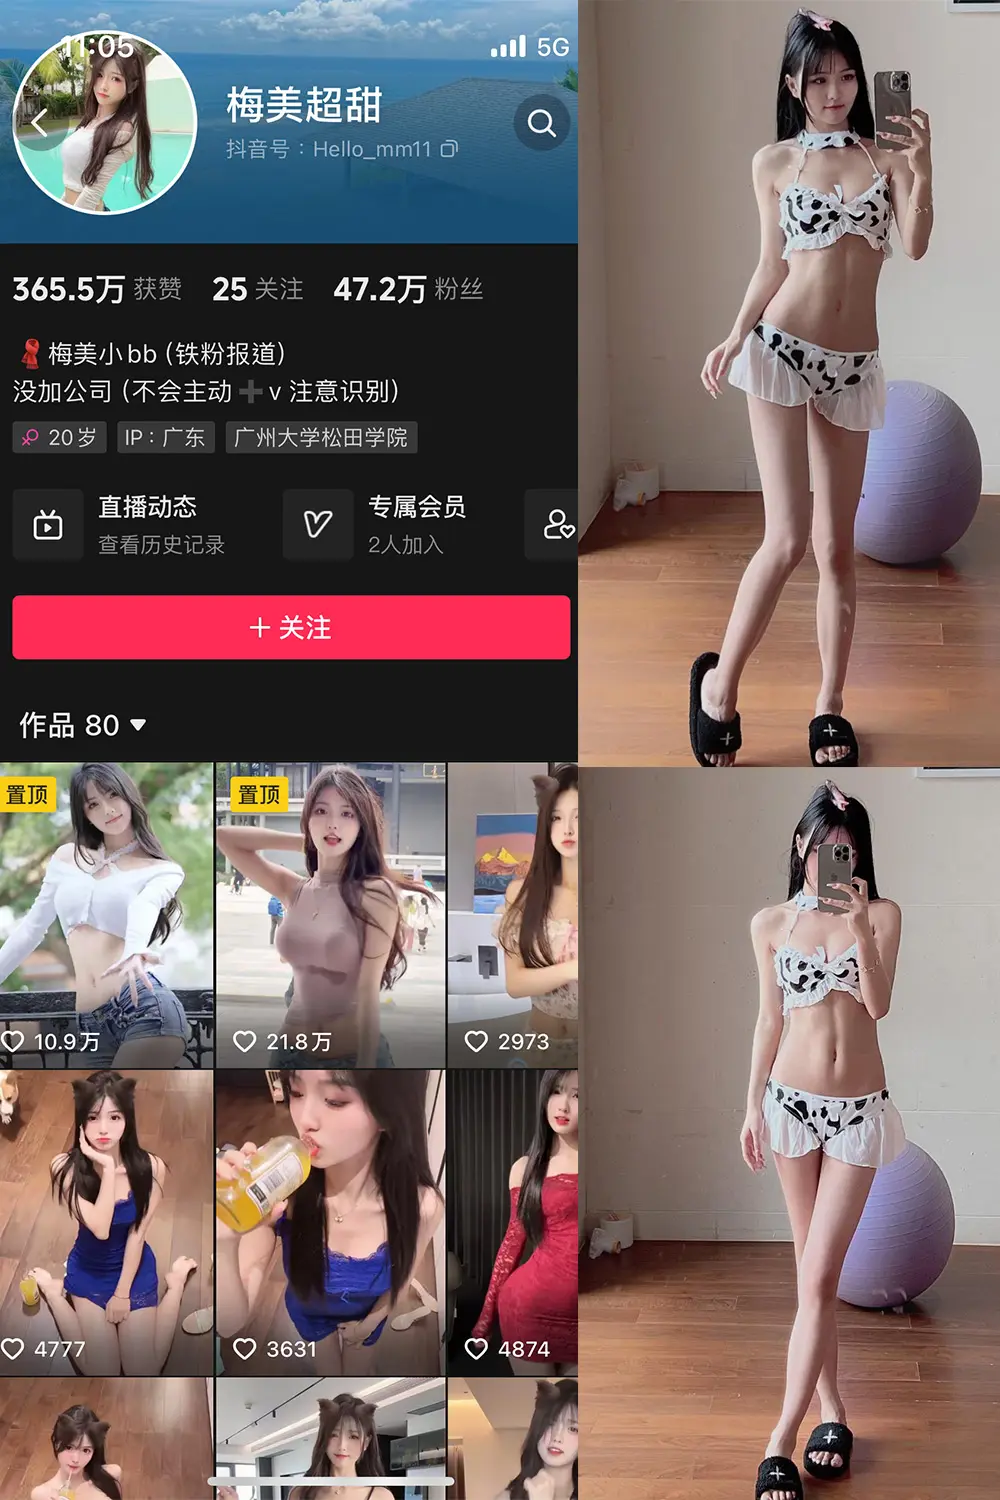 11:05
5G
梅美超甜
抖音号：Hello_mm11
365.5万 获赞 25 关注 47.2万 粉丝
梅美小bb (铁粉报道)
没加公司 (不会主动➕v 注意识别)
20岁 IP：广东 广州大学松田学院
直播动态
查看历史记录
专属会员
2人加入
+ 关注
作品 80
置顶
置顶
10.9万
21.8万
2973
4777
3631
4874